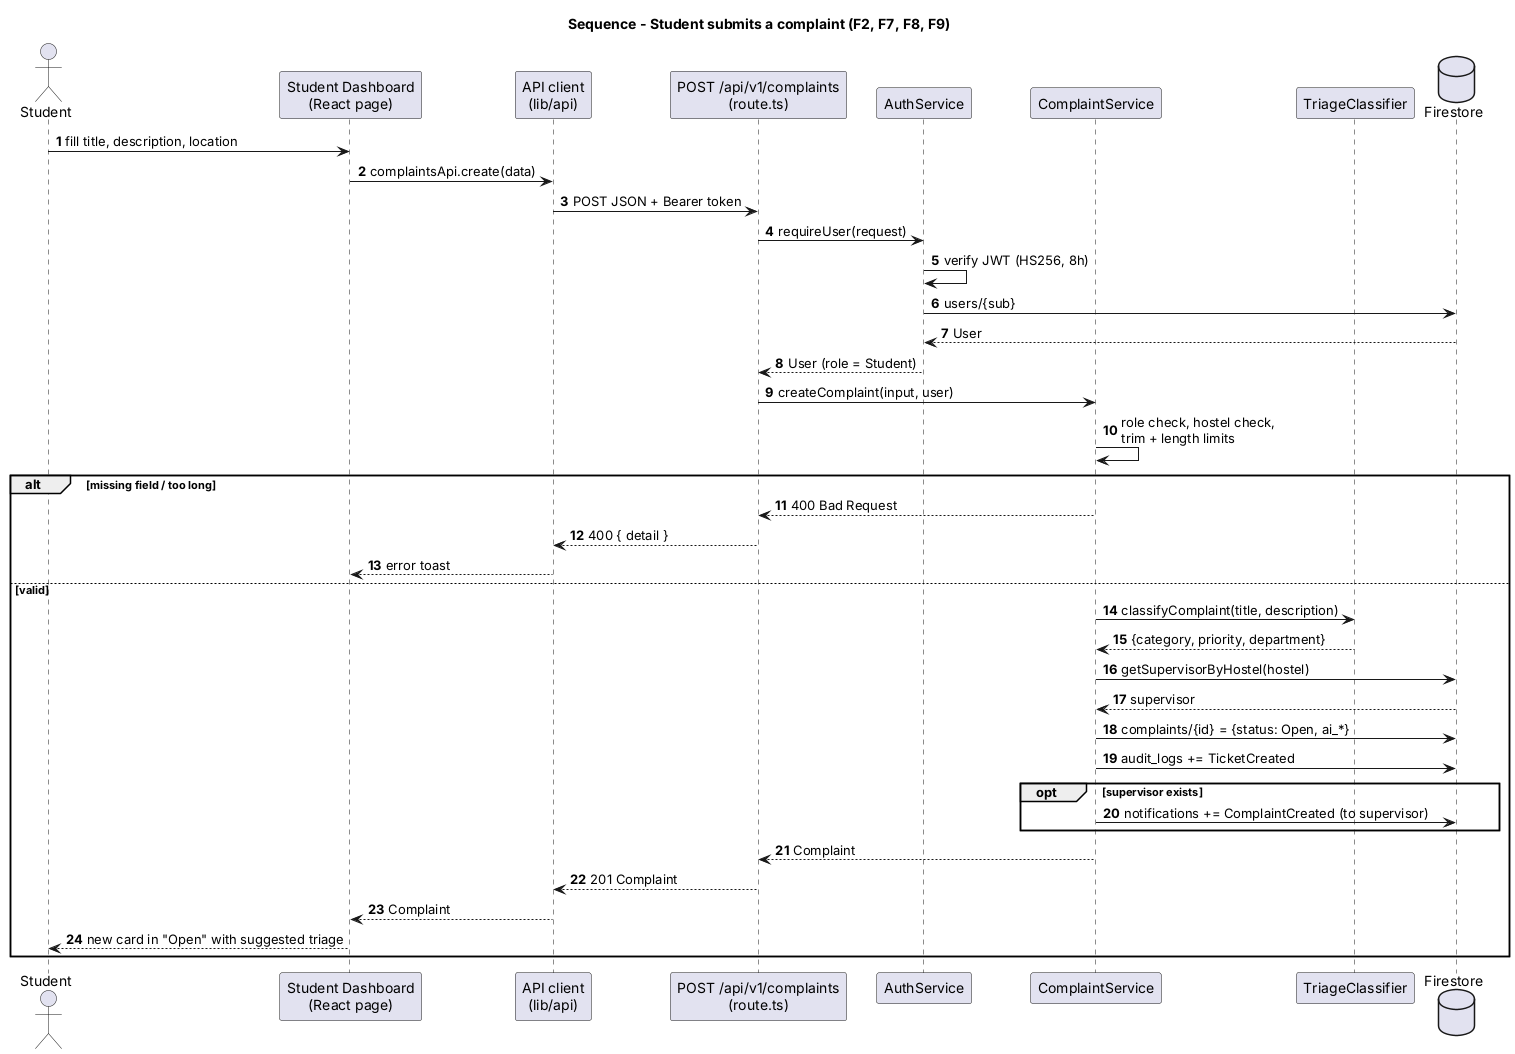 Sequence - Student submits a complaint (F2, F7, F8, F9)
Student
Student Dashboard
(React page)
API client
(lib/api)
POST /api/v1/complaints
(route.ts)
AuthService
ComplaintService
TriageClassifier
Firestore
1 fill title, description, location
2 complaintsApi.create(data)
3 POST JSON + Bearer token
4 requireUser(request)
5 verify JWT (HS256, 8h)
6 users/{sub}
7 User
8 User (role = Student)
9 createComplaint(input, user)
10 role check, hostel check,
trim + length limits
alt [missing field / too long]
11 400 Bad Request
12 400 { detail }
13 error toast
[valid]
14 classifyComplaint(title, description)
15 {category, priority, department}
16 getSupervisorByHostel(hostel)
17 supervisor
18 complaints/{id} = {status: Open, ai_*}
19 audit_logs += TicketCreated
opt [supervisor exists]
20 notifications += ComplaintCreated (to supervisor)
21 Complaint
22 201 Complaint
23 Complaint
24 new card in "Open" with suggested triage
Student
Student Dashboard
(React page)
API client
(lib/api)
POST /api/v1/complaints
(route.ts)
AuthService
ComplaintService
TriageClassifier
Firestore